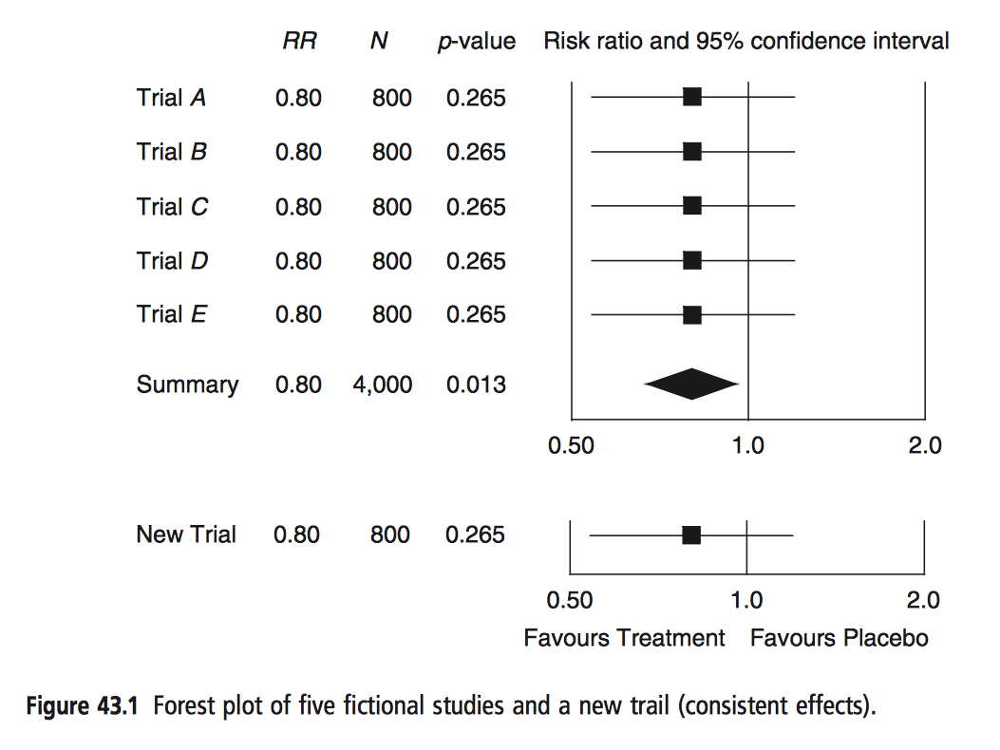 RR N p-value Risk ratio and 95% confidence interval
Trial A 0.80 800 0.265
Trial B 0.80 800 0.265
Trial C 0.80 800 0.265
Trial D 0.80 800 0.265
Trial E 0.80 800 0.265
Summary 0.80 4,000 0.013
0.50 1.0 2.0
New Trial 0.80 800 0.265
0.50 1.0 2.0
Favours Treatment Favours Placebo
Figure 43.1 Forest plot of five fictional studies and a new trail (consistent effects).